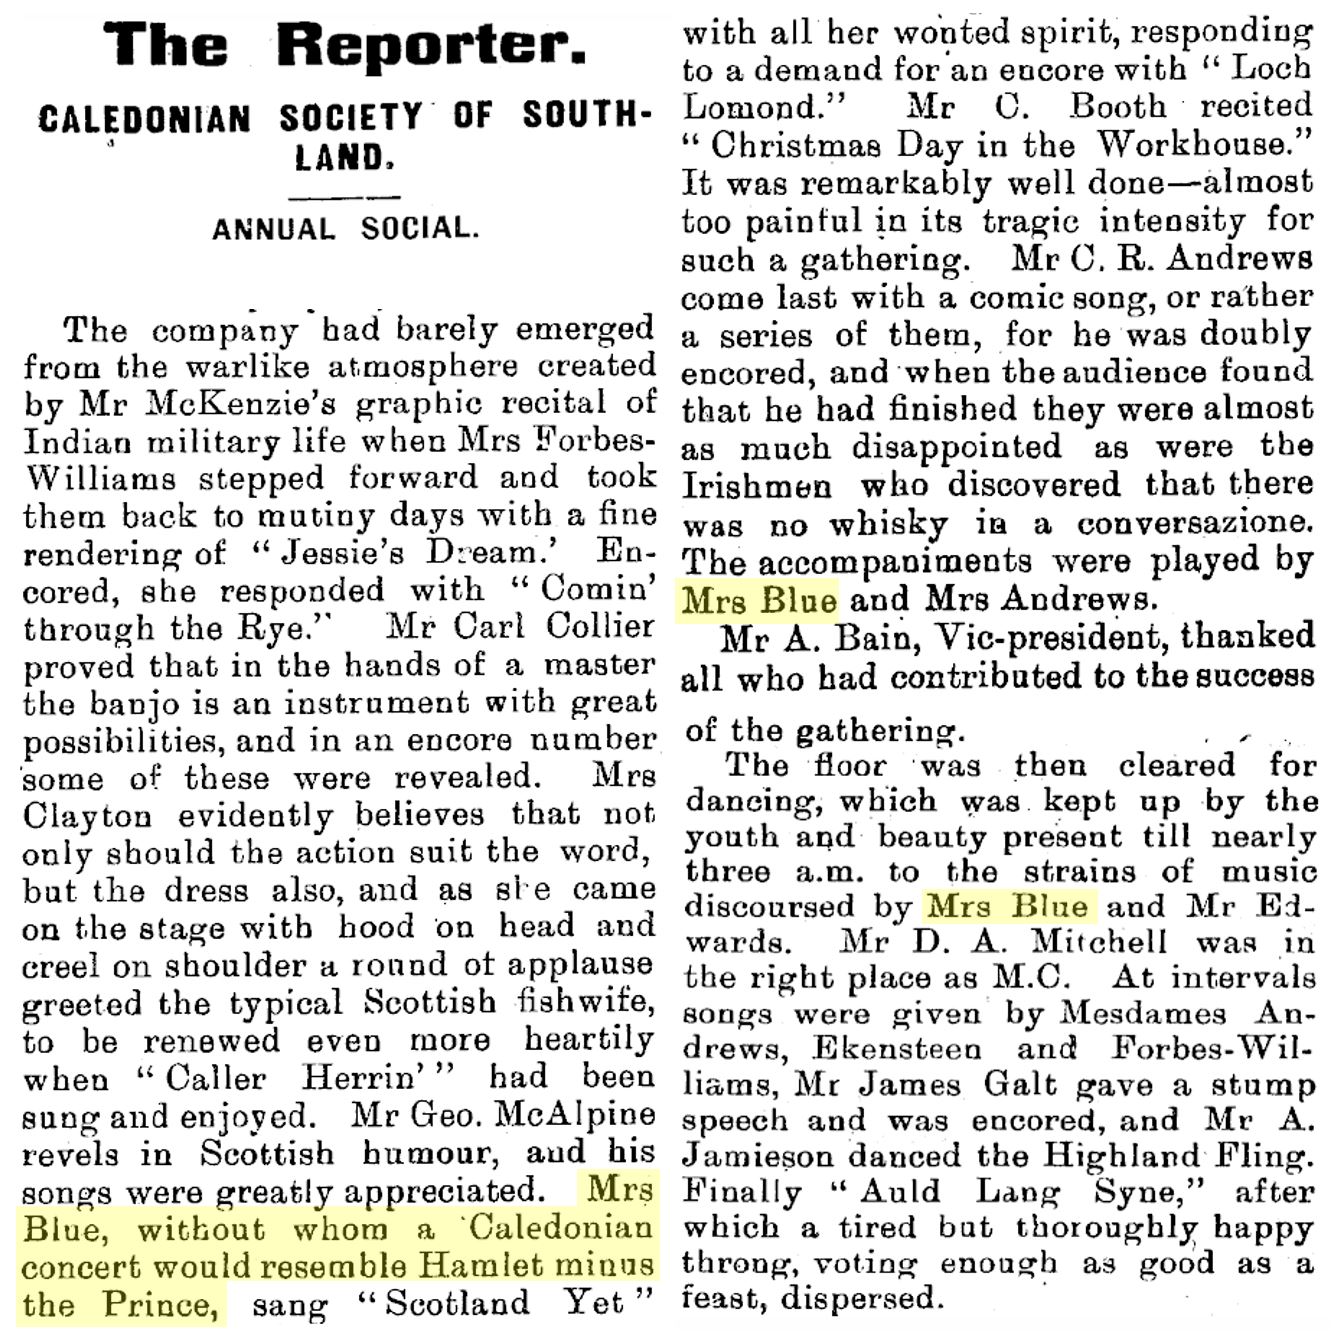 The Reporter.
CALEDONIAN SOCIETY OF SOUTH-
LAND.
ANNUAL SOCIAL.
The company had barely emerged
from the warlike atmosphere created
by Mr McKenzie's graphic recital of
Indian military life when Mrs Forbes-
Williams stepped forward and took
them back to mutiny days with a fine
rendering of "Jessie's Dream.' En-
cored, she responded with "Comin'
through the Rye." Mr Carl Collier
proved that in the hands of a master
the banjo is an instrument with great
possibilities, and in an encore number
some of these were revealed. Mrs
Clayton evidently believes that not
only should the action suit the word,
but the dress also, and as she came
on the stage with hood on head and
creel on shoulder a round of applause
greeted the typical Scottish fishwife,
to be renewed even more heartily
when "Caller Herrin'" had been
sung and enjoyed. Mr Geo. McAlpine
revels in Scottish humour, and his
songs were greatly appreciated. Mrs
Blue, without whom a Caledonian
concert would resemble Hamlet minus
the Prince, sang "Scotland Yet"
with all her wonted spirit, responding
to a demand for an encore with "Loch
Lomond." Mr C. Booth recited
"Christmas Day in the Workhouse."
It was remarkably well done—almost
too painful in its tragic intensity for
such a gathering. Mr C. R. Andrews
come last with a comic song, or rather
a series of them, for he was doubly
encored, and when the audience found
that he had finished they were almost
as much disappointed as were the
Irishmen who discovered that there
was no whisky in a conversazione.
The accompaniments were played by
Mrs Blue and Mrs Andrews.
Mr A. Bain, Vic-president, thanked
all who had contributed to the success
of the gathering.
The floor was then cleared for
dancing, which was kept up by the
youth and beauty present till nearly
three a.m. to the strains of music
discoursed by Mrs Blue and Mr Ed-
wards. Mr D. A. Mitchell was in
the right place as M.C. At intervals
songs were given by Mesdames An-
drews, Ekensteen and Forbes-Wil-
liams, Mr James Galt gave a stump
speech and was encored, and Mr A.
Jamieson danced the Highland Fling.
Finally "Auld Lang Syne," after
which a tired but thoroughly happy
throng, voting enough as good as a
feast, dispersed.